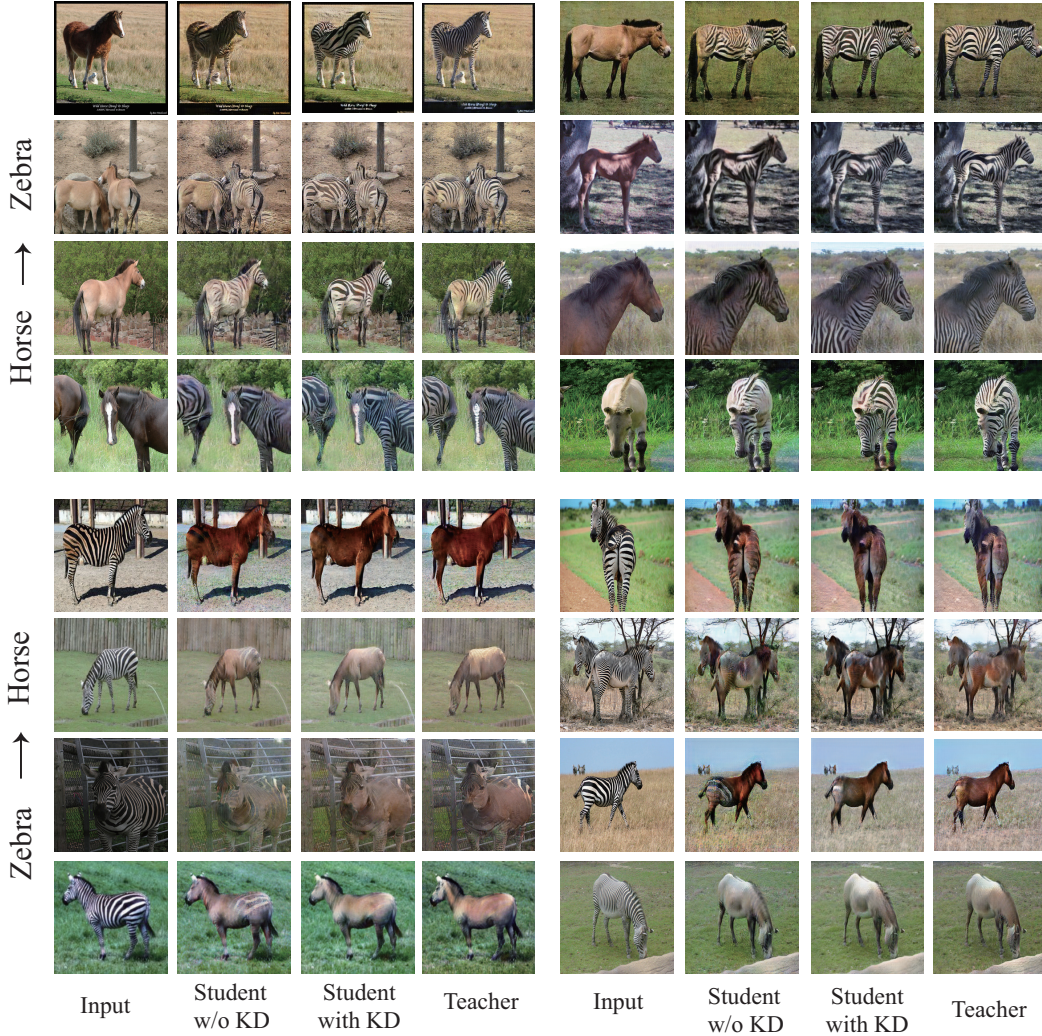 Horse → Zebra
Zebra → Horse
Input
Student
w/o KD
Student
with KD
Teacher
Input
Student
w/o KD
Student
with KD
Teacher